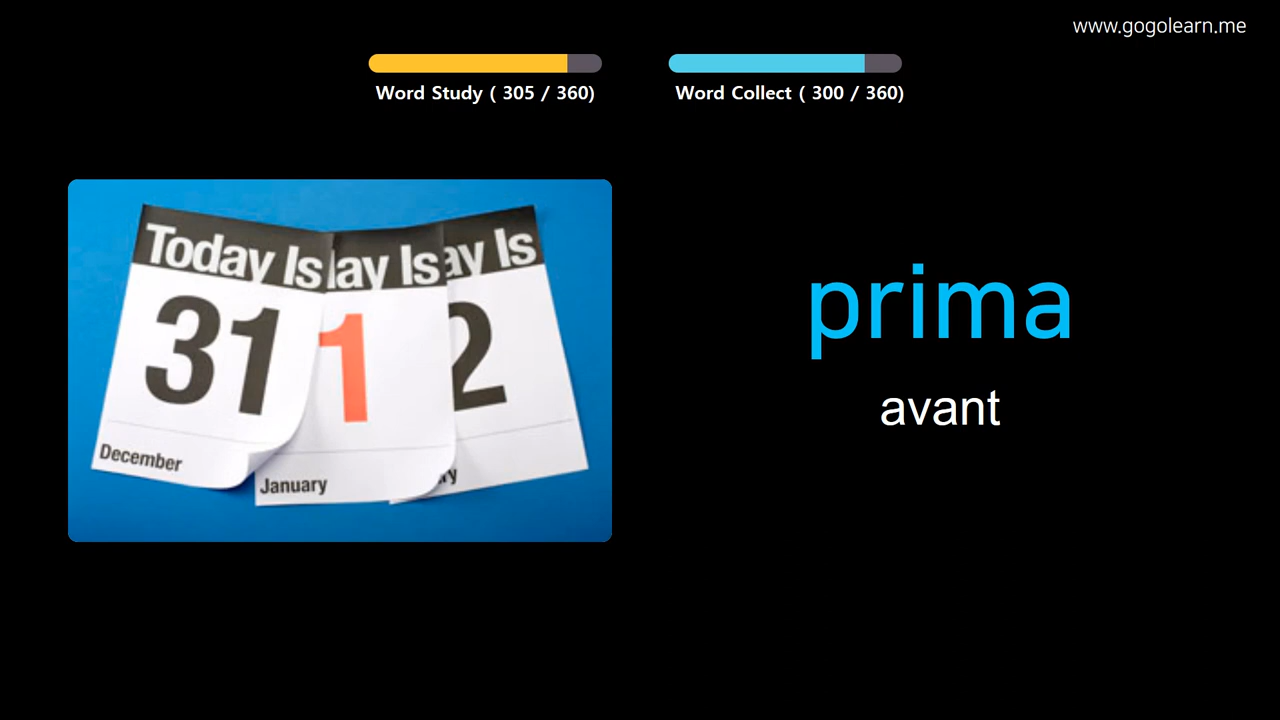 www.gogolearn.me
Word Study ( 305 / 360)
Word Collect ( 300 / 360)
Today Is
ay Is
ay Is
31
1
2
December
January
ry
prima
avant